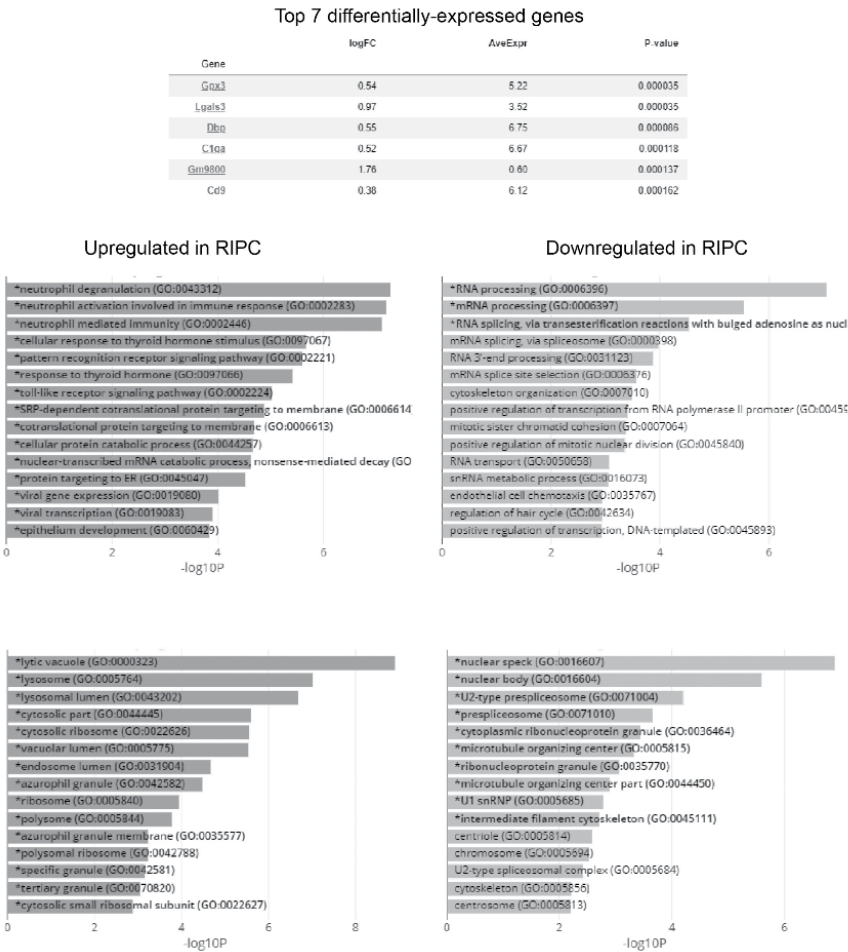 Top 7 differentially-expressed genes
logFC AveExpr P-value
Gene
Gpx3 0.54 5.22 0.000035
Lgals3 0.97 3.52 0.000035
Dbp 0.55 6.75 0.000086
C1qa 0.52 6.67 0.000118
Gm9800 1.76 0.60 0.000137
Cd9 0.38 6.12 0.000162
Upregulated in RIPC
*neutrophil degranulation (GO:0043312)
*neutrophil activation involved in immune response (GO:0002283)
*neutrophil mediated immunity (GO:0002446)
*cellular response to thyroid hormone stimulus (GO:0097067)
*pattern recognition receptor signaling pathway (GO:0002221)
*response to thyroid hormone (GO:0097066)
*toll-like receptor signaling pathway (GO:0002224)
*SRP-dependent cotranslational protein targeting to membrane (GO:0006614
*cotranslational protein targeting to membrane (GO:0006613)
*cellular protein catabolic process (GO:0044257)
*nuclear-transcribed mRNA catabolic process, nonsense-mediated decay (GO
*protein targeting to ER (GO:0045047)
*viral gene expression (GO:0019080)
*viral transcription (GO:0019083)
*epithelium development (GO:0060429)
0 2 4 6
-log10P
Downregulated in RIPC
*RNA processing (GO:0006396)
*mRNA processing (GO:0006397)
*RNA splicing, via transesterification reactions with bulged adenosine as nucl
mRNA splicing, via spliceosome (GO:0000398)
RNA 3'-end processing (GO:0031123)
mRNA splice site selection (GO:0006376)
cytoskeleton organization (GO:0007010)
positive regulation of transcription from RNA polymerase II promoter (GO:0045
mitotic sister chromatid cohesion (GO:0007064)
positive regulation of mitotic nuclear division (GO:0045840)
RNA transport (GO:0050658)
snRNA metabolic process (GO:0016073)
endothelial cell chemotaxis (GO:0035767)
regulation of hair cycle (GO:0042634)
positive regulation of transcription, DNA-templated (GO:0045893)
0 2 4 6
-log10P
*lytic vacuole (GO:0000323)
*lysosome (GO:0005764)
*lysosomal lumen (GO:0043202)
*cytosolic part (GO:0044445)
*cytosolic ribosome (GO:0022626)
*vacuolar lumen (GO:0005775)
*endosome lumen (GO:0031904)
*azurophil granule (GO:0042582)
*ribosome (GO:0005840)
*polysome (GO:0005844)
*azurophil granule membrane (GO:0035577)
*polysomal ribosome (GO:0042788)
*specific granule (GO:0042581)
*tertiary granule (GO:0070820)
*cytosolic small ribosomal subunit (GO:0022627)
0 2 4 6 8
-log10P
*nuclear speck (GO:0016607)
*nuclear body (GO:0016604)
*U2-type prespliceosome (GO:0071004)
*prespliceosome (GO:0071010)
*cytoplasmic ribonucleoprotein granule (GO:0036464)
*microtubule organizing center (GO:0005815)
*ribonucleoprotein granule (GO:0035770)
*microtubule organizing center part (GO:0044450)
*U1 snRNP (GO:0005685)
*intermediate filament cytoskeleton (GO:0045111)
centriole (GO:0005814)
chromosome (GO:0005694)
U2-type spliceosomal complex (GO:0005684)
cytoskeleton (GO:0005856)
centrosome (GO:0005813)
0 2 4 6
-log10P